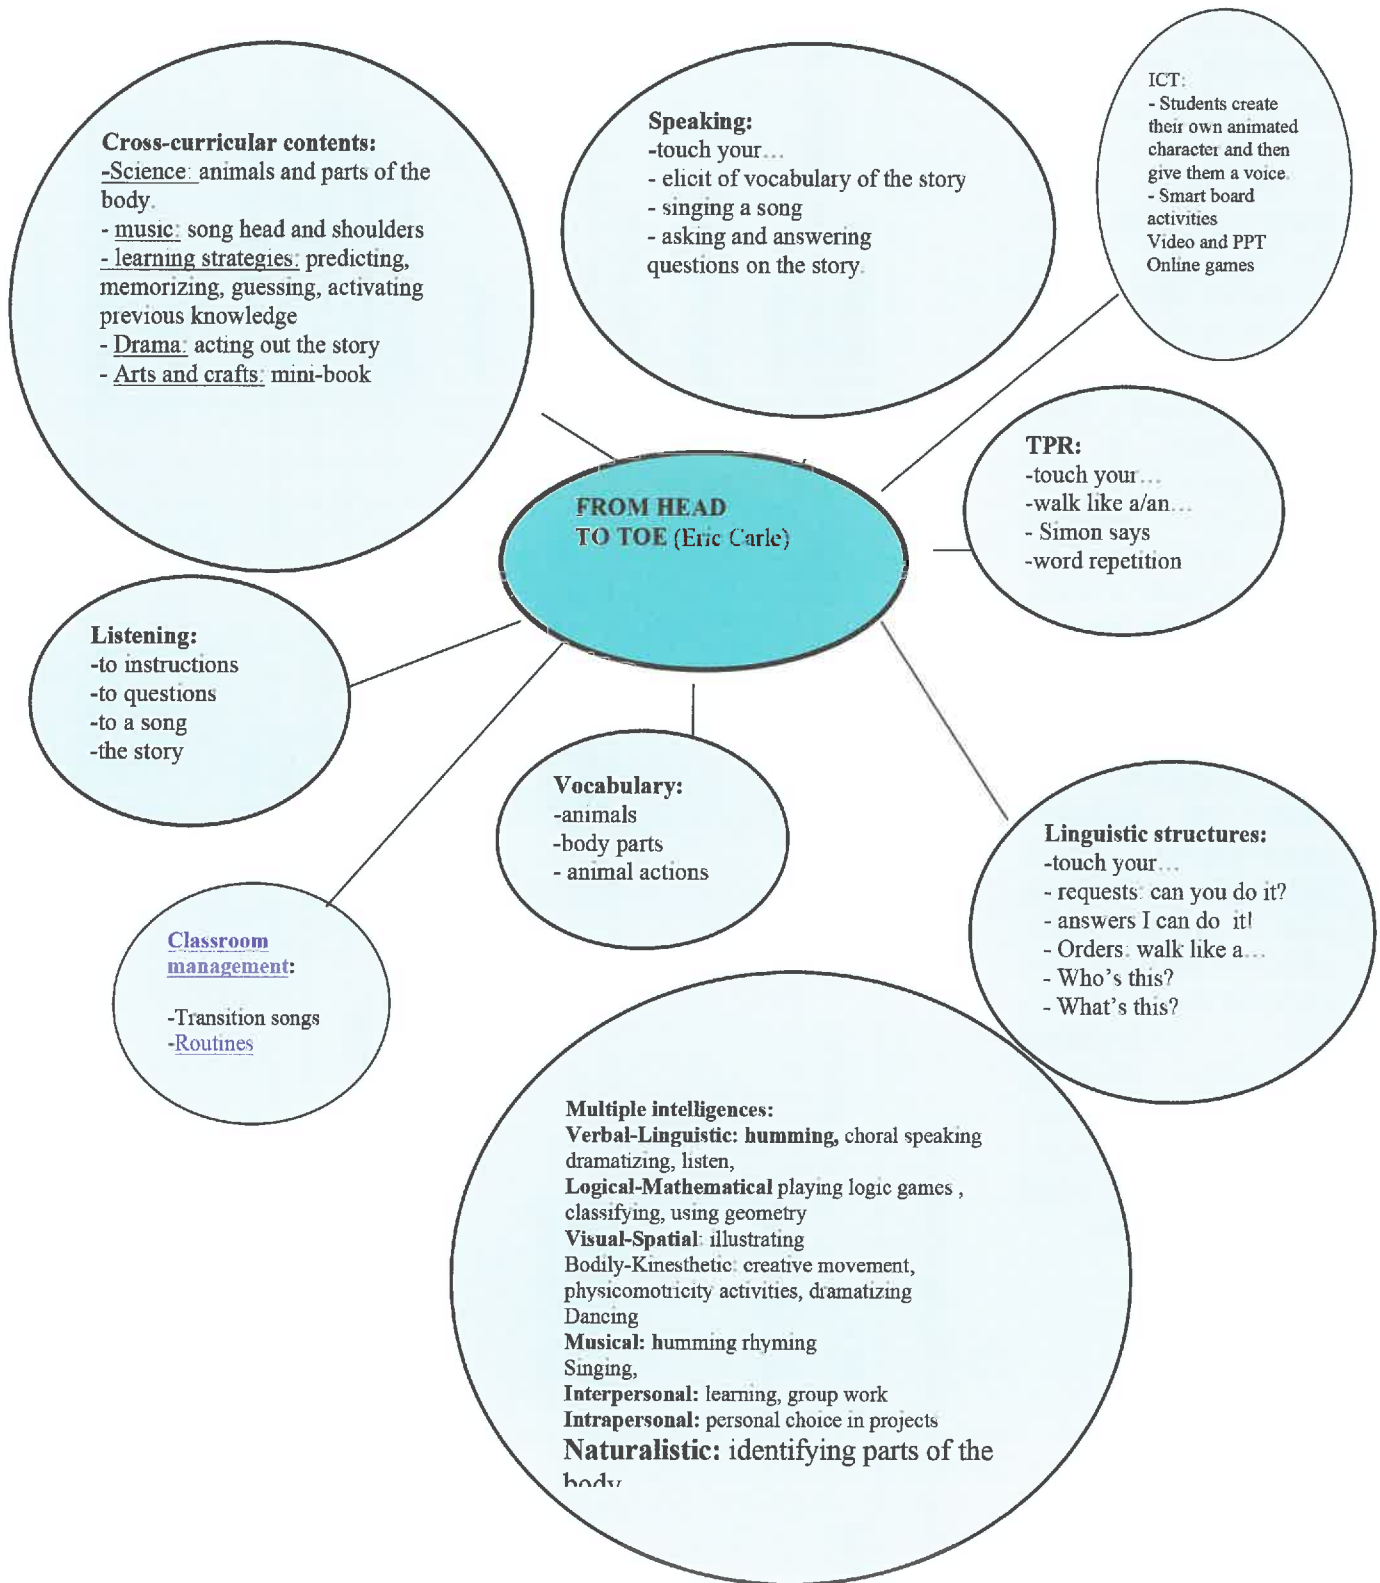 Cross-curricular contents:
-Science: animals and parts of the
body.
- music: song head and shoulders
- learning strategies: predicting,
memorizing, guessing, activating
previous knowledge
- Drama: acting out the story
- Arts and crafts: mini-book
Speaking:
-touch your…
- elicit of vocabulary of the story
- singing a song
- asking and answering
questions on the story.
ICT:
- Students create
their own animated
character and then
give them a voice.
- Smart board
activities
Video and PPT
Online games
FROM HEAD
TO TOE (Eric Carle)
TPR:
-touch your…
-walk like a/an…
- Simon says
-word repetition
Listening:
-to instructions
-to questions
-to a song
-the story
Vocabulary:
-animals
-body parts
- animal actions
Linguistic structures:
-touch your…
- requests: can you do it?
- answers I can do it!
- Orders: walk like a…
- Who's this?
- What's this?
Classroom
management:
-Transition songs
-Routines
Multiple intelligences:
Verbal-Linguistic: humming, choral speaking
dramatizing, listen,
Logical-Mathematical playing logic games ,
classifying, using geometry
Visual-Spatial: illustrating
Bodily-Kinesthetic: creative movement,
physicomotricity activities, dramatizing
Dancing
Musical: humming rhyming
Singing,
Interpersonal: learning, group work
Intrapersonal: personal choice in projects
Naturalistic: identifying parts of the
body